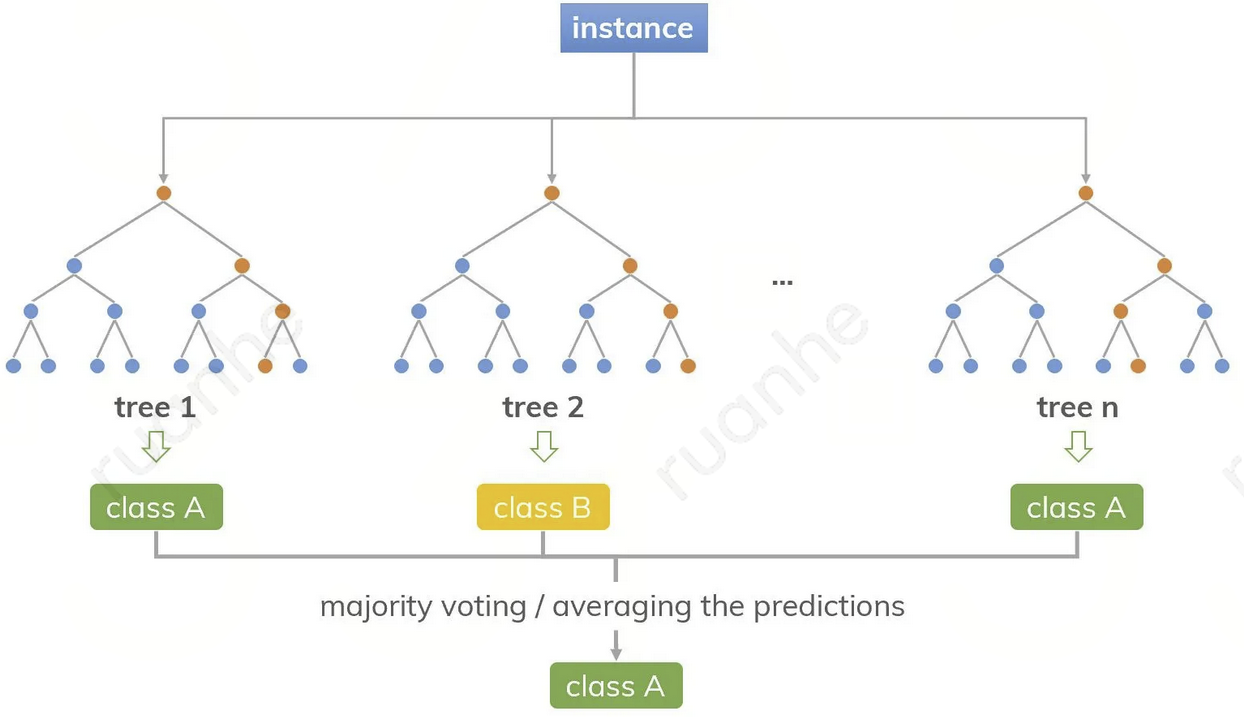 instance
...
tree 1
tree 2
tree n
class A
class B
class A
majority voting / averaging the predictions
class A
ruanhe
ruanhe